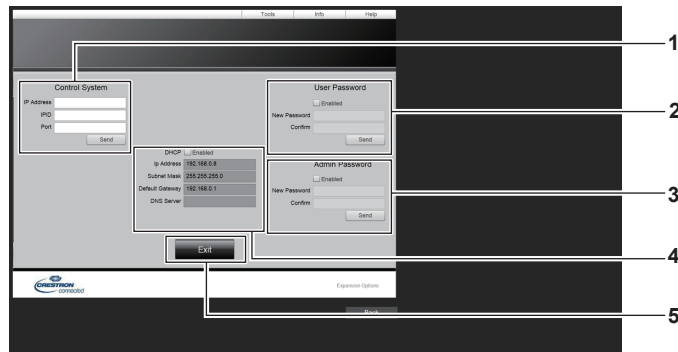 Tools Info Help
1
Control System
IP Address
IPID
Port
Send
User Password
Enabled
New Password
Confirm
Send
2
DHCP Enabled
Ip Address 192.168.0.8
Subnet Mask 255.255.255.0
Default Gateway 192.168.0.1
DNS Server
Admin Password
Enabled
New Password
Confirm
Send
3
4
Exit
CRESTRON
connected
Expansion Options
Back
5